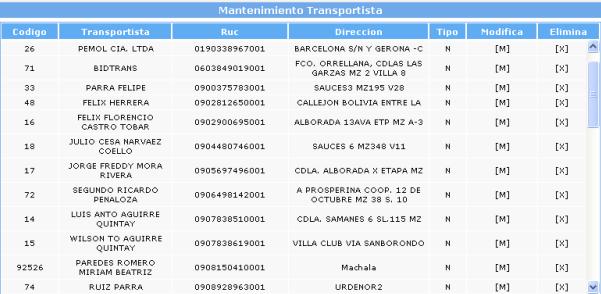 Mantenimiento Transportista
Codigo Transportista Ruc Direccion Tipo Modifica Elimina
26 PEMOL CIA. LTDA 0190338967001 BARCELONA S/N Y GERONA -C N [M] [X]
71 BIDTRANS 0603849019001 FCO. ORRELLANA, CDLAS LAS GARZAS MZ 2 VILLA 8 N [M] [X]
33 PARRA FELIPE 0900375783001 SAUCES3 MZ195 V28 N [M] [X]
48 FELIX HERRERA 0902812650001 CALLEJON BOLIVIA ENTRE LA N [M] [X]
16 FELIX FLORENCIO CASTRO TOBAR 0902900695001 ALBORADA 13AVA ETP MZ A-3 N [M] [X]
18 JULIO CESA NARVAEZ COELLO 0904480746001 SAUCES 6 MZ348 V11 N [M] [X]
17 JORGE FREDDY MORA RIVERA 0905697496001 CDLA. ALBORADA X ETAPA MZ N [M] [X]
72 SEGUNDO RICARDO PENALOZA 0906498142001 A PROSPERINA COOP. 12 DE OCTUBRE MZ 38 S. 10 N [M] [X]
14 LUIS ANTO AGUIRRE QUINTAY 0907838510001 CDLA. SAMANES 6 SL.115 MZ N [M] [X]
15 WILSON TO AGUIRRE QUINTAY 0907838619001 VILLA CLUB VIA SANBORONDO N [M] [X]
92526 PAREDES ROMERO MIRIAM BEATRIZ 0908150410001 Machala N [M] [X]
74 RUIZ PARRA 0908928963001 URDENOR2 N [M] [X]